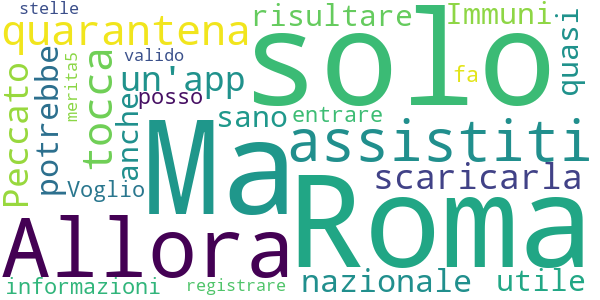 stelle
quarantena
risultare
Immuni
solo
quasi
valido
un'app
fa
Peccato
potrebbe
merita5
tocca
anche
posso
sano
entrare
Ma
assistiti
Voglio
scaricarla
Roma
Allora
informazioni
registrare
nazionale
utile